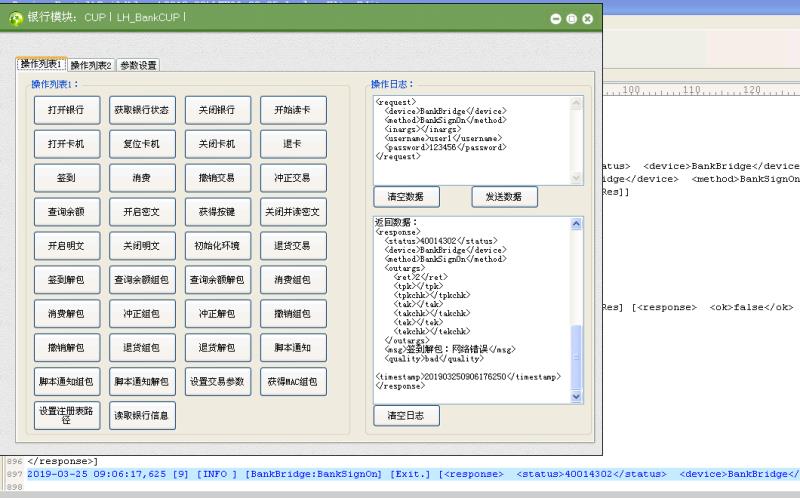 银行模块: CUP | LH_BankCUP |
操作列表1 操作列表2 参数设置
操作列表1:
打开银行 获取银行状态 关闭银行 开始读卡
打开卡机 复位卡机 关闭卡机 退卡
签到 消费 撤销交易 冲正交易
查询余额 开启密文 获得按键 关闭并读密文
开启明文 关闭明文 初始化环境 退货交易
签到解包 查询余额组包 查询余额解包 消费组包
消费解包 冲正组包 冲正解包 撤销组包
撤销解包 退货组包 退货解包 脚本通知
脚本通知组包 脚本通知解包 设置交易参数 获得MAC组包
设置注册表路
径
读取银行信息
操作日志:
<request>
<device>BankBridge</device>
<method>BankSignOn</method>
<inargs></inargs>
<username>user1</username>
<password>123456</password>
</request>
清空数据 发送数据
返回数据:
<response>
<status>40014302</status>
<device>BankBridge</device>
<method>BankSignOn</method>
<outargs>
<ret>2</ret>
<tpk></tpk>
<tpkchk></tpkchk>
<tak></tak>
<takchk></takchk>
<tek></tek>
<tekchk></tekchk>
</outargs>
<msg>签到解包: 网络错误</msg>
<quality>bad</quality>
<timestamp>201903250906176250</timestamp>
</response>
清空日志
100 110 120
atus> <device>BankBridge</device
idge</device> <method>BankSignOn
Res]]
Res] [<response> <ok>false</ok>
896 </response>]
897 2019-03-25 09:06:17,625 [9] [INFO ] [BankBridge:BankSignOn] [Exit.] [<response> <status>40014302</status> <device>BankBridge</
898